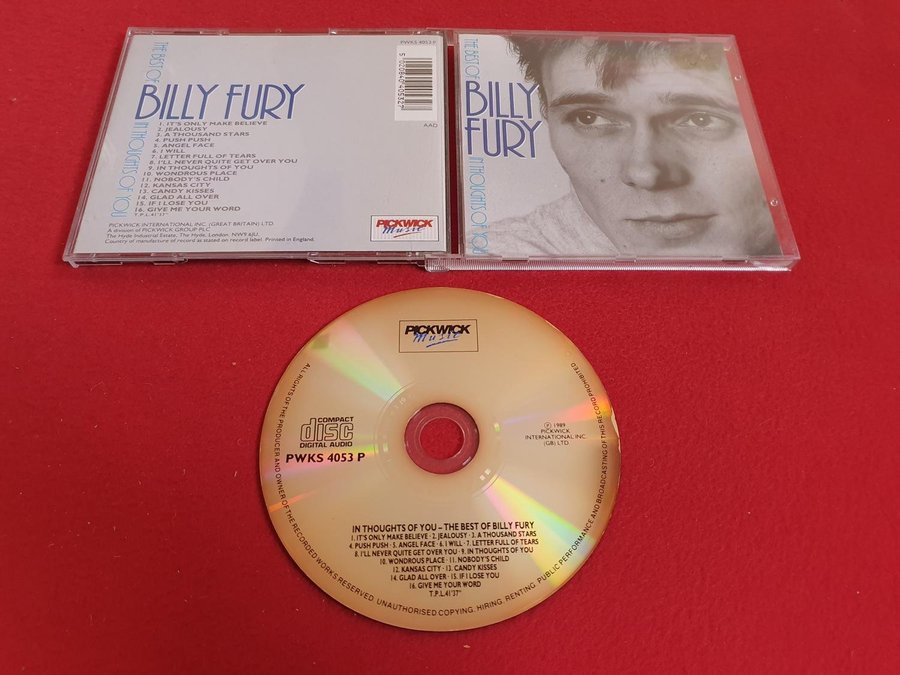 THE BEST OF
BILLY FURY
IN THOUGHTS OF YOU
PWKS 4053 P
5 020840 405327
AAD
1. IT'S ONLY MAKE BELIEVE
2. JEALOUSY
3. A THOUSAND STARS
4. PUSH PUSH
5. ANGEL FACE
6. I WILL
7. LETTER FULL OF TEARS
8. I'LL NEVER QUITE GET OVER YOU
9. IN THOUGHTS OF YOU
10. WONDROUS PLACE
11. NOBODY'S CHILD
12. KANSAS CITY
13. CANDY KISSES
14. GLAD ALL OVER
15. IF I LOSE YOU
16. GIVE ME YOUR WORD
T.P.L. 41'37"
PICKWICK INTERNATIONAL INC. (GREAT BRITAIN) LTD.
A division of PICKWICK GROUP PLC
The Hyde Industrial Estate, The Hyde, London, NW9 6JU.
Country of manufacture of record as stated on record label. Printed in England.
PICKWICK
Music
THE BEST OF
BILLY
FURY
IN THOUGHTS OF YOU
PICKWICK
Music
COMPACT
disc
DIGITAL AUDIO
PWKS 4053 P
℗ 1989
PICKWICK
INTERNATIONAL INC.
(GB) LTD.
IN THOUGHTS OF YOU – THE BEST OF BILLY FURY
1. IT'S ONLY MAKE BELIEVE · 2. JEALOUSY · 3. A THOUSAND STARS
4. PUSH PUSH · 5. ANGEL FACE · 6. I WILL · 7. LETTER FULL OF TEARS
8. I'LL NEVER QUITE GET OVER YOU · 9. IN THOUGHTS OF YOU
10. WONDROUS PLACE · 11. NOBODY'S CHILD
12. KANSAS CITY · 13. CANDY KISSES
14. GLAD ALL OVER · 15. IF I LOSE YOU
16. GIVE ME YOUR WORD
T.P.L. 41'37"
ALL RIGHTS OF THE PRODUCER AND OWNER OF THE RECORDED WORKS RESERVED. UNAUTHORISED COPYING, HIRING, RENTING, PUBLIC PERFORMANCE AND BROADCASTING OF THIS RECORD PROHIBITED